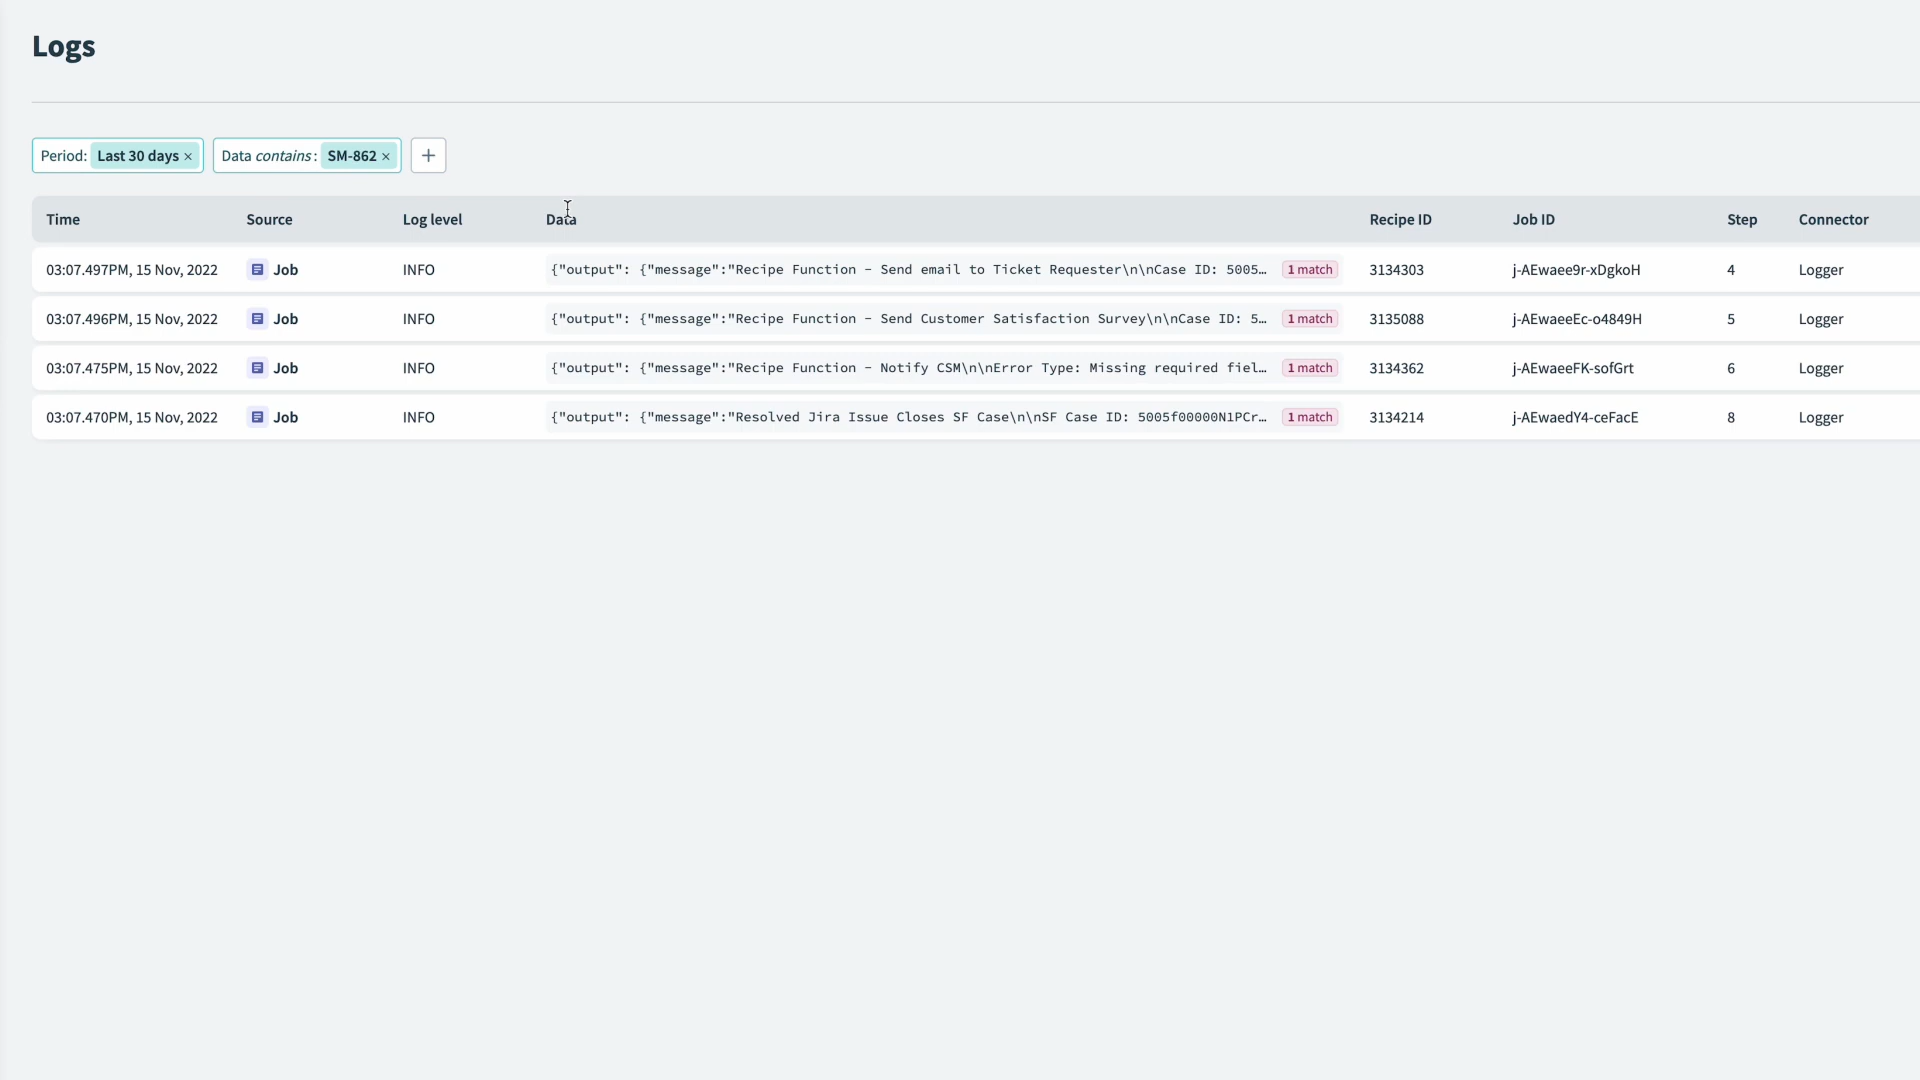 Logs
Period: Last 30 days × Data contains: SM-862 × +
Time Source Log level Data Recipe ID Job ID Step Connector
03:07.497PM, 15 Nov, 2022 Job INFO {"output": {"message":"Recipe Function - Send email to Ticket Requester\n\nCase ID: 5005… 1 match 3134303 j-AEwaee9r-xDgkoH 4 Logger
03:07.496PM, 15 Nov, 2022 Job INFO {"output": {"message":"Recipe Function - Send Customer Satisfaction Survey\n\nCase ID: 5… 1 match 3135088 j-AEwaeeEc-o4849H 5 Logger
03:07.475PM, 15 Nov, 2022 Job INFO {"output": {"message":"Recipe Function - Notify CSM\n\nError Type: Missing required fiel… 1 match 3134362 j-AEwaeeFK-sofGrt 6 Logger
03:07.470PM, 15 Nov, 2022 Job INFO {"output": {"message":"Resolved Jira Issue Closes SF Case\n\nSF Case ID: 5005f00000N1PCr… 1 match 3134214 j-AEwaedY4-ceFacE 8 Logger